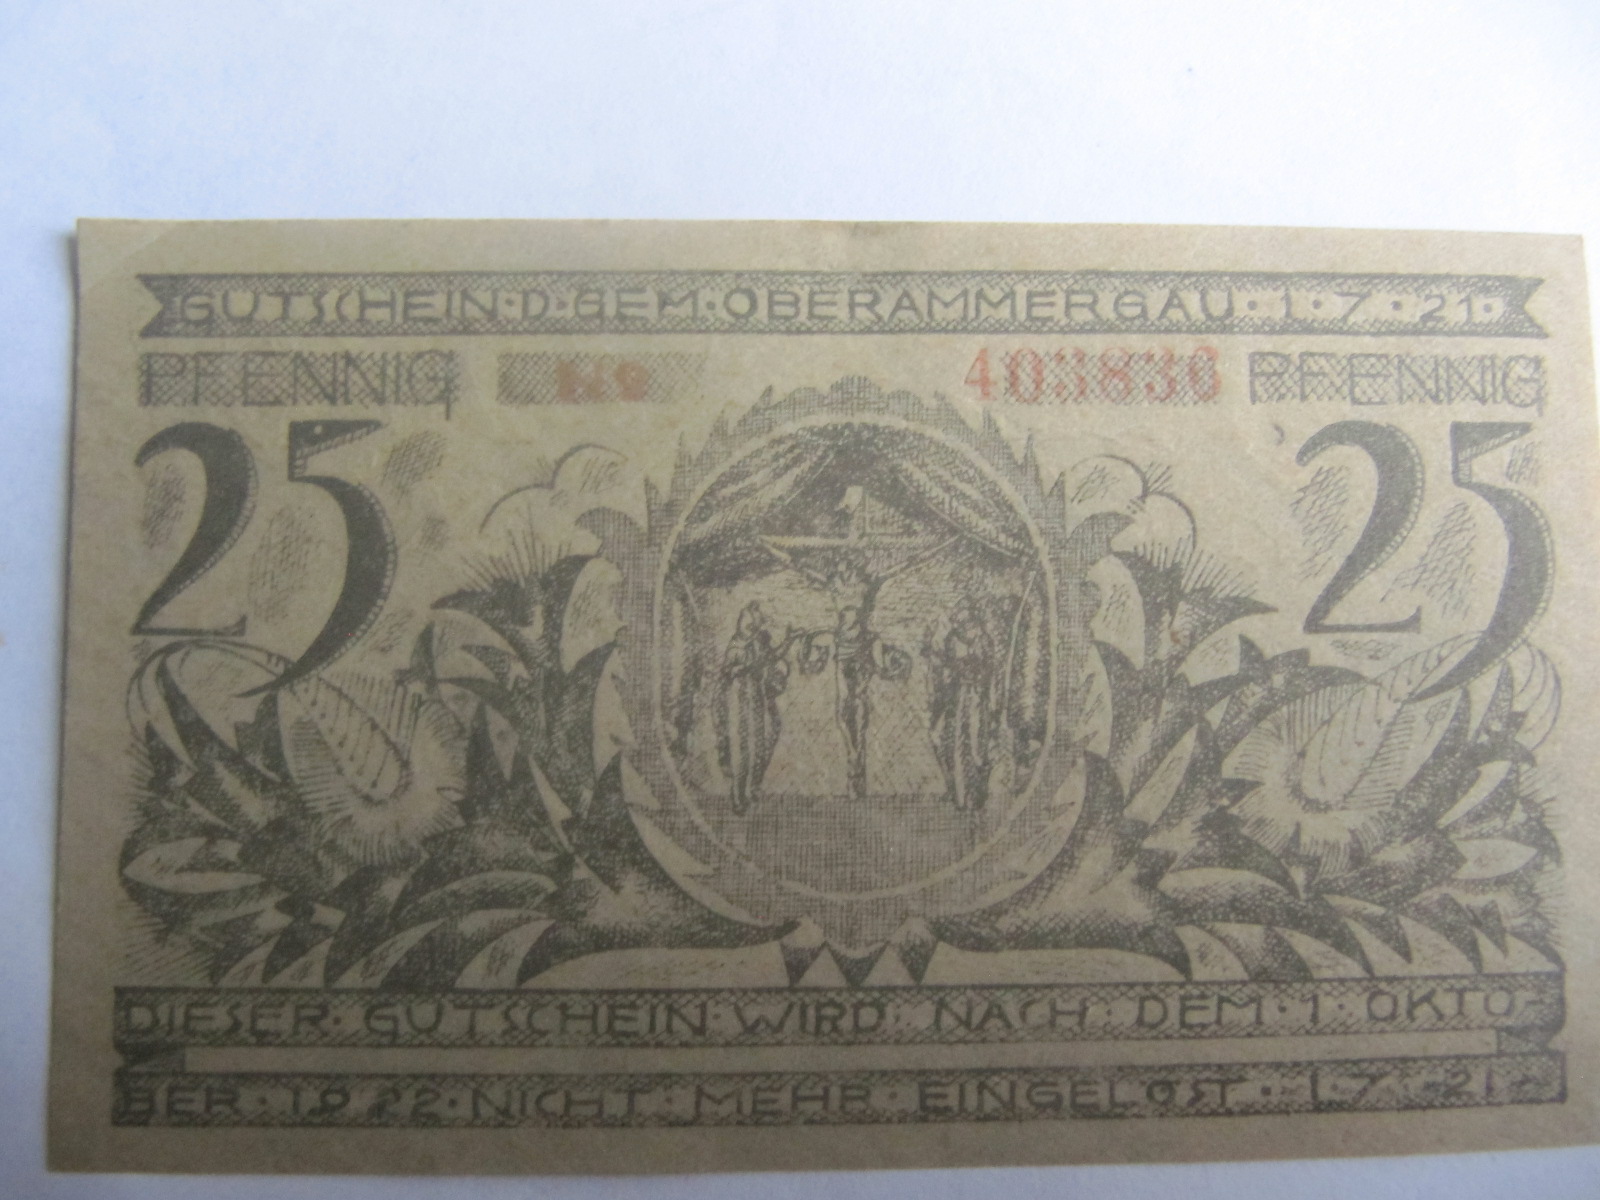 GUTSCHEIN·D·GEM·OBERAMMERGAU·1·7·21·
PFENNIG 403836 PFENNIG
25 25
DIESER·GUTSCHEIN·WIRD·NACH·DEM·1·OKTO-
BER·1922·NICHT·MEHR·EINGELÖST·1·7·21·